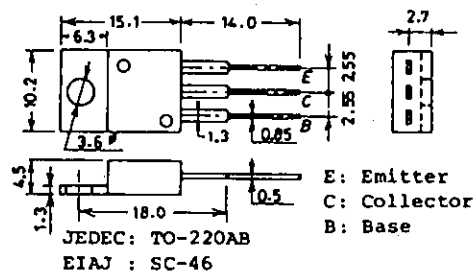 15.1
14.0
2.7
6.3
10.2
E
C
B
2.55
2.55
3.6
1.3
0.85
4.5
1.3
18.0
0.5
E: Emitter
C: Collector
B: Base
JEDEC: TO-220AB
EIAJ : SC-46